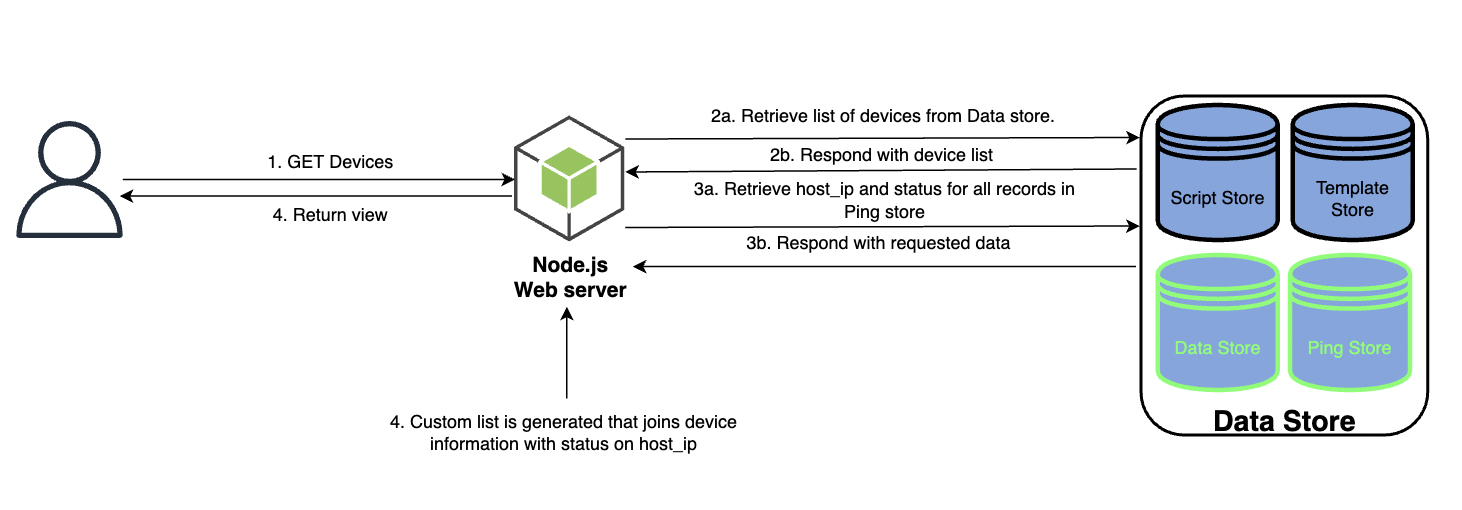 1. GET Devices
4. Return view
Node.js
Web server
2a. Retrieve list of devices from Data store.
2b. Respond with device list
3a. Retrieve host_ip and status for all records in
Ping store
3b. Respond with requested data
4. Custom list is generated that joins device
information with status on host_ip
Script Store
Template
Store
Data Store
Ping Store
Data Store